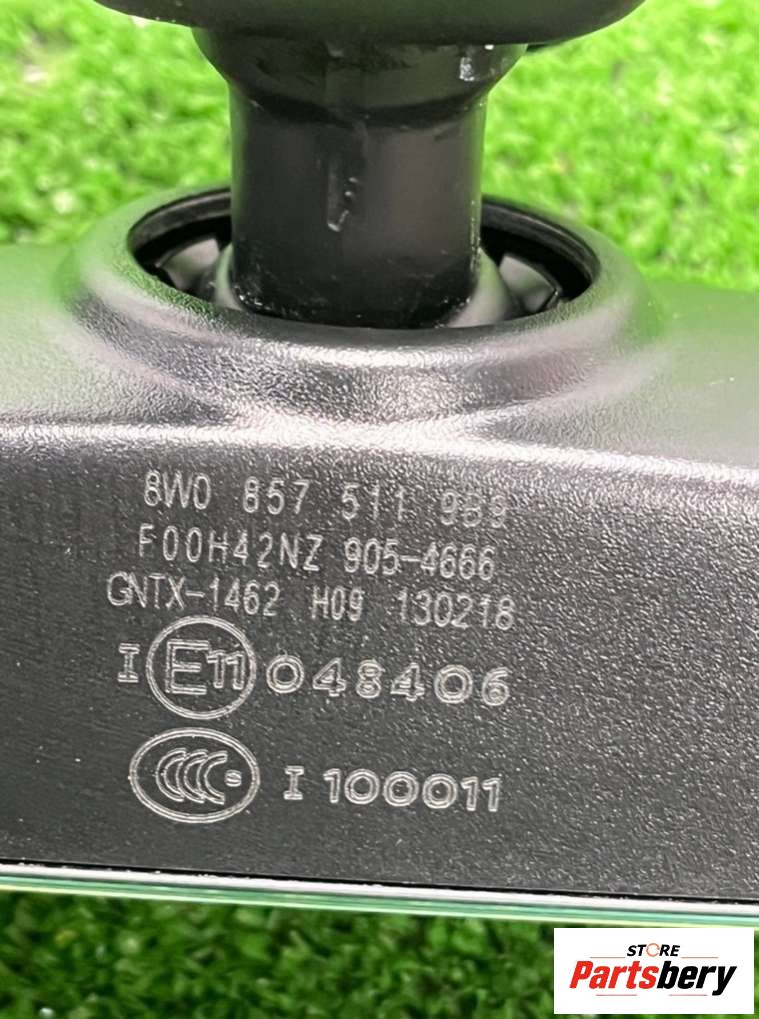 8W0 857 511 9B9
F00H42NZ 905-4666
GNTX-1462 H09 130218
I E11 048406
CCC S I 100011
STORE
Partsbery